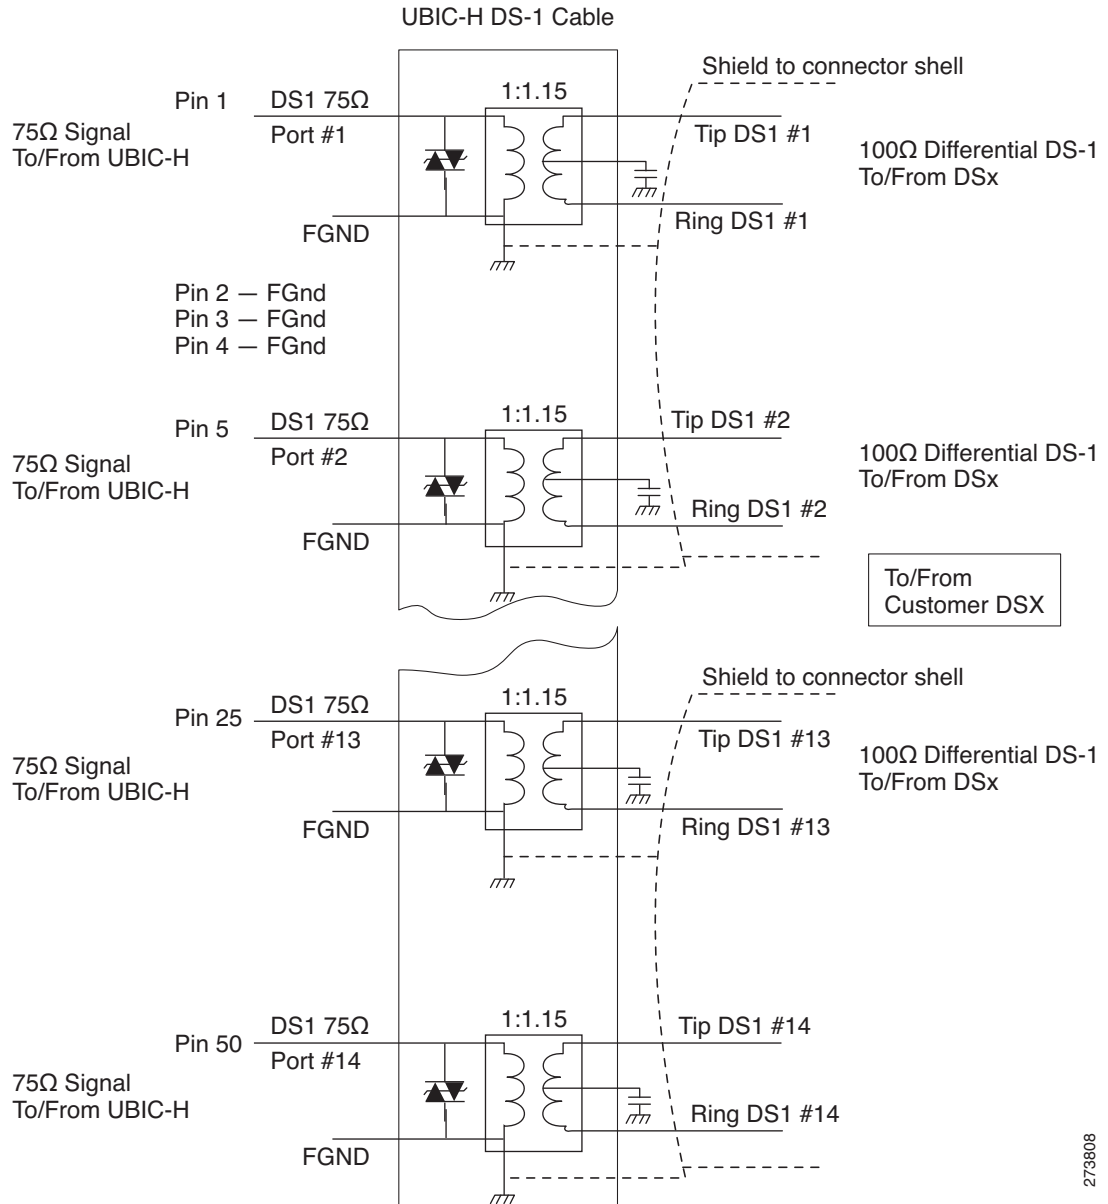 UBIC-H DS-1 Cable
Shield to connector shell
Pin 1
DS1 75Ω
1:1.15
75Ω Signal
To/From UBIC-H
Port #1
Tip DS1 #1
100Ω Differential DS-1
To/From DSx
FGND
Ring DS1 #1
Pin 2 — FGnd
Pin 3 — FGnd
Pin 4 — FGnd
Pin 5
DS1 75Ω
1:1.15
Tip DS1 #2
75Ω Signal
To/From UBIC-H
Port #2
100Ω Differential DS-1
To/From DSx
FGND
Ring DS1 #2
To/From
Customer DSX
Shield to connector shell
Pin 25
DS1 75Ω
1:1.15
75Ω Signal
To/From UBIC-H
Port #13
Tip DS1 #13
100Ω Differential DS-1
To/From DSx
FGND
Ring DS1 #13
Pin 50
DS1 75Ω
1:1.15
Tip DS1 #14
75Ω Signal
To/From UBIC-H
Port #14
Ring DS1 #14
FGND
273808